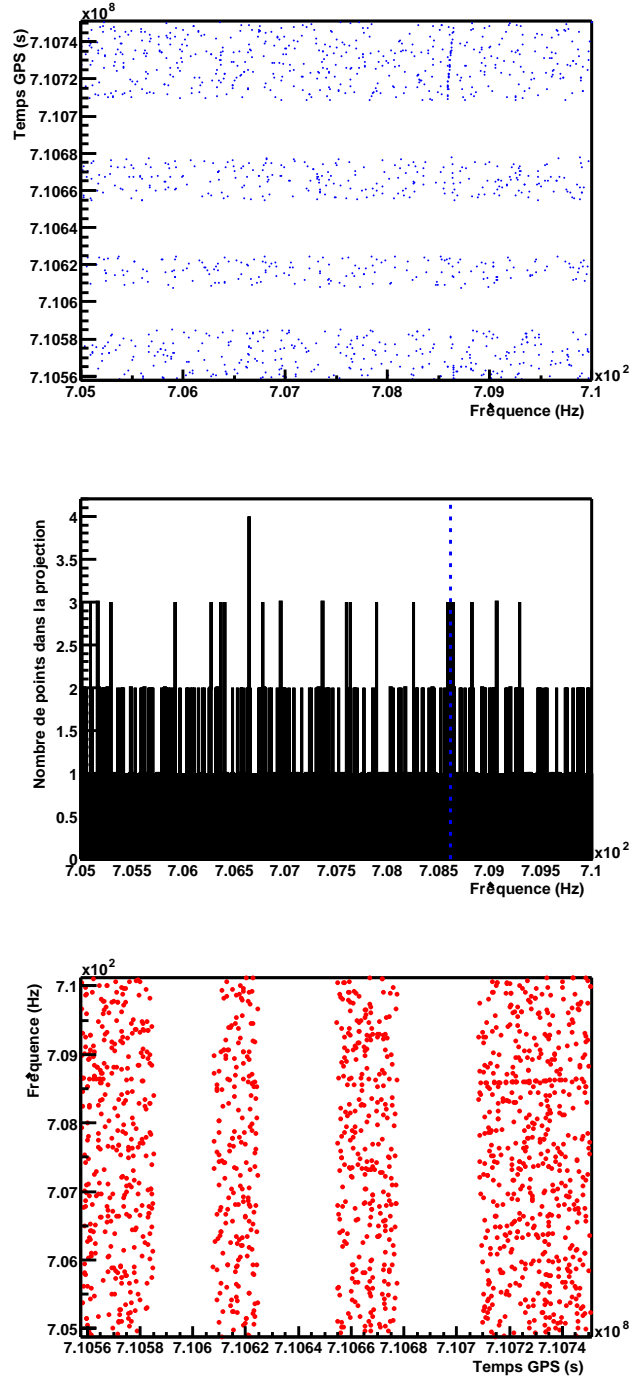 x10^8
Temps GPS (s)
7.1074
7.1072
7.107
7.1068
7.1066
7.1064
7.1062
7.106
7.1058
7.1056
7.05 7.06 7.07 7.08 7.09 7.1
x10^2
Fréquence (Hz)
Nombre de points dans la projection
4
3.5
3
2.5
2
1.5
1
0.5
0
7.05 7.055 7.06 7.065 7.07 7.075 7.08 7.085 7.09 7.095 7.1
x10^2
Fréquence (Hz)
x10^2
Fréquence (Hz)
7.1
7.09
7.08
7.07
7.06
7.05
7.1056 7.1058 7.106 7.1062 7.1064 7.1066 7.1068 7.107 7.1072 7.1074
x10^8
Temps GPS (s)